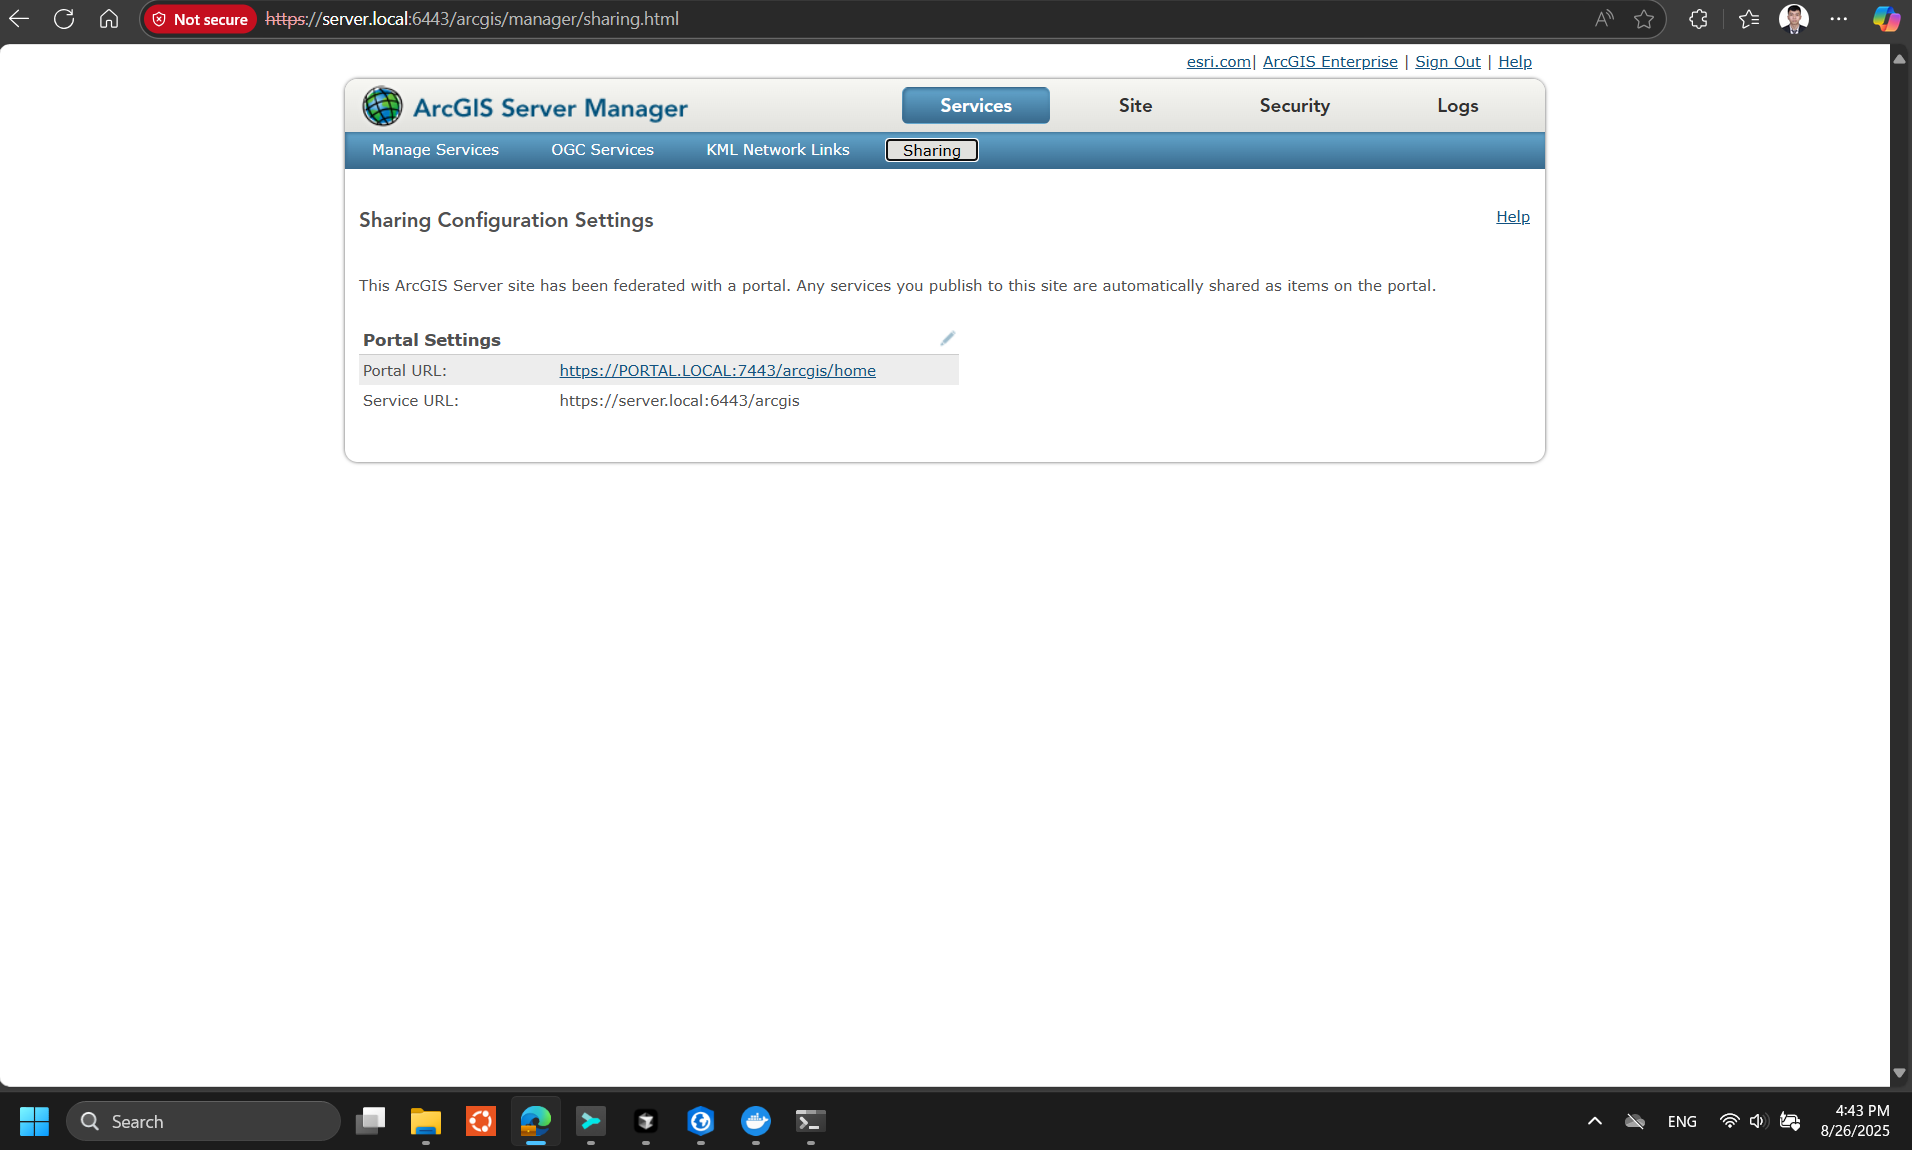 Not secure https://server.local:6443/arcgis/manager/sharing.html
esri.com| ArcGIS Enterprise | Sign Out | Help
ArcGIS Server Manager Services Site Security Logs
Manage Services OGC Services KML Network Links Sharing
Sharing Configuration Settings Help
This ArcGIS Server site has been federated with a portal. Any services you publish to this site are automatically shared as items on the portal.
Portal Settings
Portal URL: https://PORTAL.LOCAL:7443/arcgis/home
Service URL: https://server.local:6443/arcgis
Search ENG 4:43 PM
8/26/2025